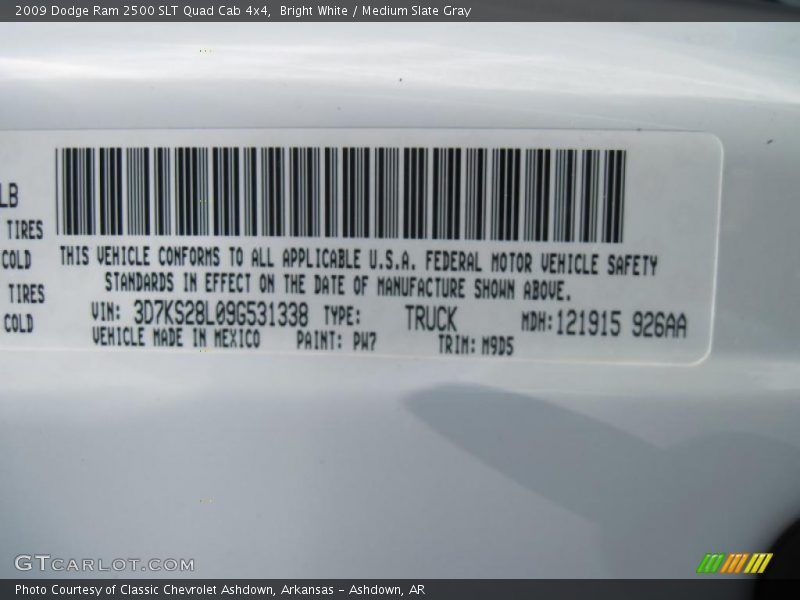 2009 Dodge Ram 2500 SLT Quad Cab 4x4,  Bright White / Medium Slate Gray
LB
TIRES
COLD
TIRES
COLD
THIS VEHICLE CONFORMS TO ALL APPLICABLE U.S.A. FEDERAL MOTOR VEHICLE SAFETY
STANDARDS IN EFFECT ON THE DATE OF MANUFACTURE SHOWN ABOVE.
VIN: 3D7KS28L09G531338 TYPE: TRUCK MDH:121915 926AA
VEHICLE MADE IN MEXICO PAINT: PW7 TRIM: M9D5
GTCARLOT.COM
Photo Courtesy of Classic Chevrolet Ashdown, Arkansas - Ashdown, AR